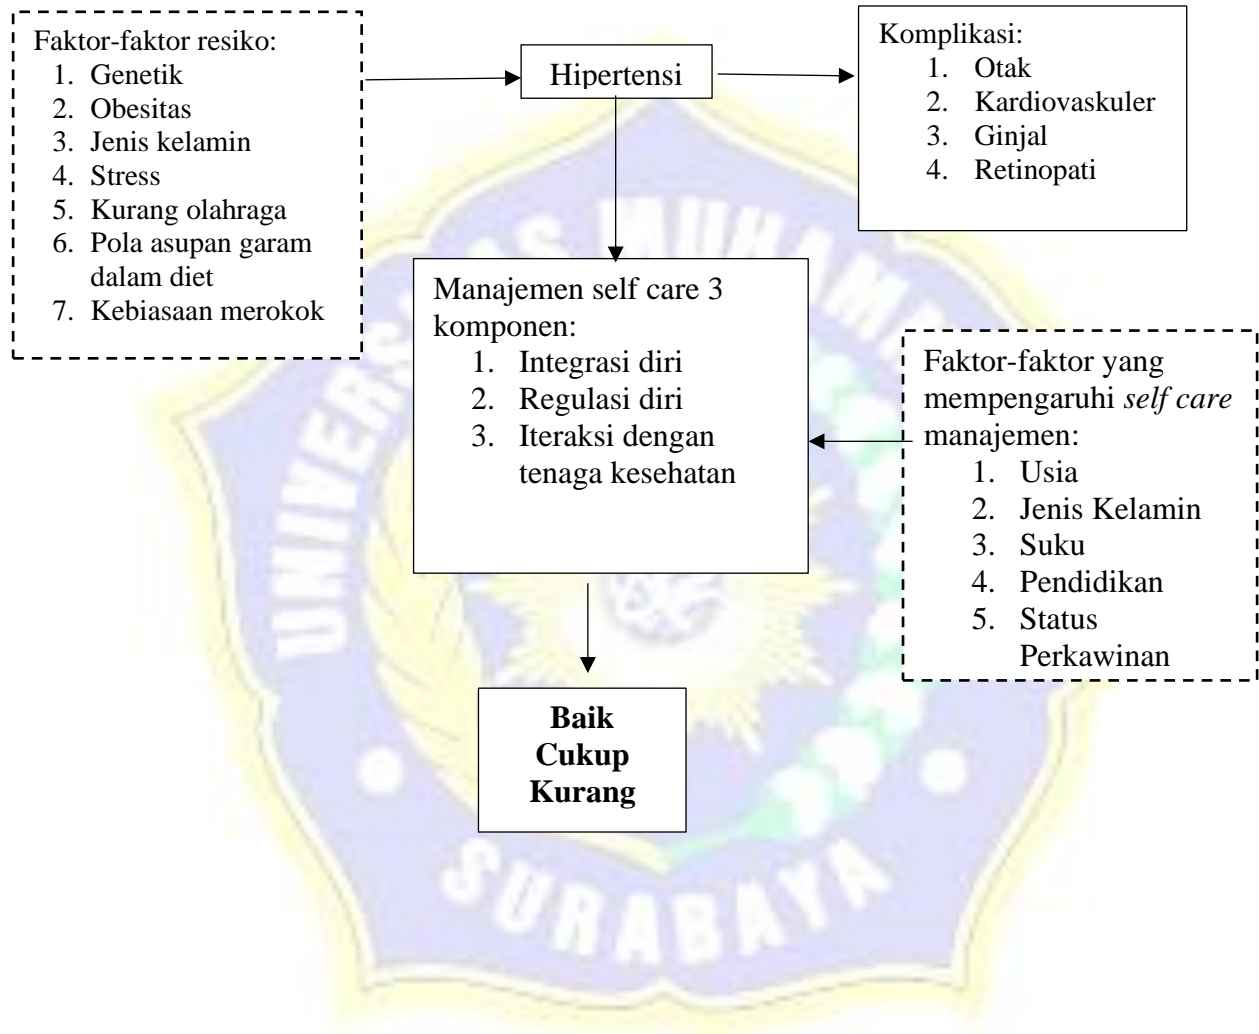 Faktor-faktor resiko:
1. Genetik
2. Obesitas
3. Jenis kelamin
4. Stress
5. Kurang olahraga
6. Pola asupan garam
dalam diet
7. Kebiasaan merokok
Hipertensi
Komplikasi:
1. Otak
2. Kardiovaskuler
3. Ginjal
4. Retinopati
Manajemen self care 3
komponen:
1. Integrasi diri
2. Regulasi diri
3. Iteraksi dengan
tenaga kesehatan
Faktor-faktor yang
mempengaruhi self care
manajemen:
1. Usia
2. Jenis Kelamin
3. Suku
4. Pendidikan
5. Status
Perkawinan
Baik
Cukup
Kurang
SURABAYA